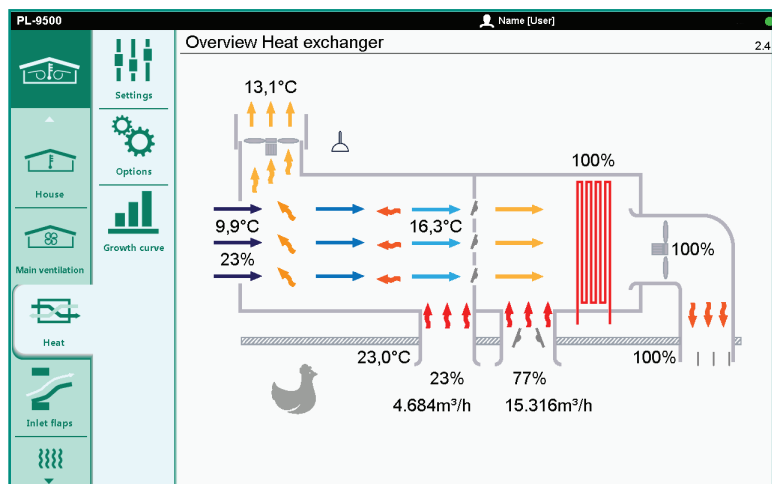 PL-9500
Name [User]
Overview Heat exchanger
2.4
Settings
Options
Growth curve
House
Main ventilation
Heat
Inlet flaps
13,1°C
100%
9,9°C
16,3°C
23%
100%
23,0°C
100%
23%
77%
4.684m³/h
15.316m³/h